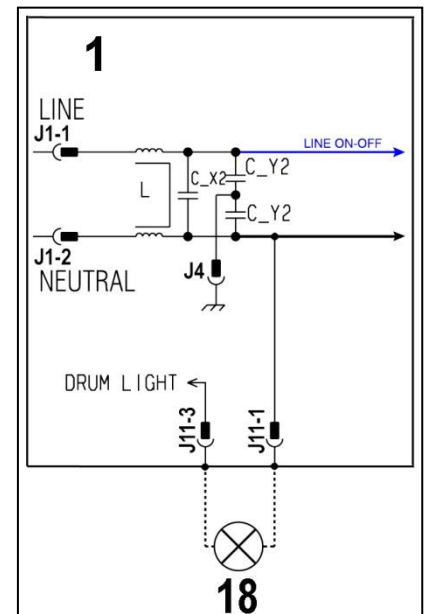 1
LINE
J1-1
LINE ON-OFF
C_Y2
C_X2
L
C_Y2
J1-2
J4
NEUTRAL
DRUM LIGHT
J11-3
J11-1
18